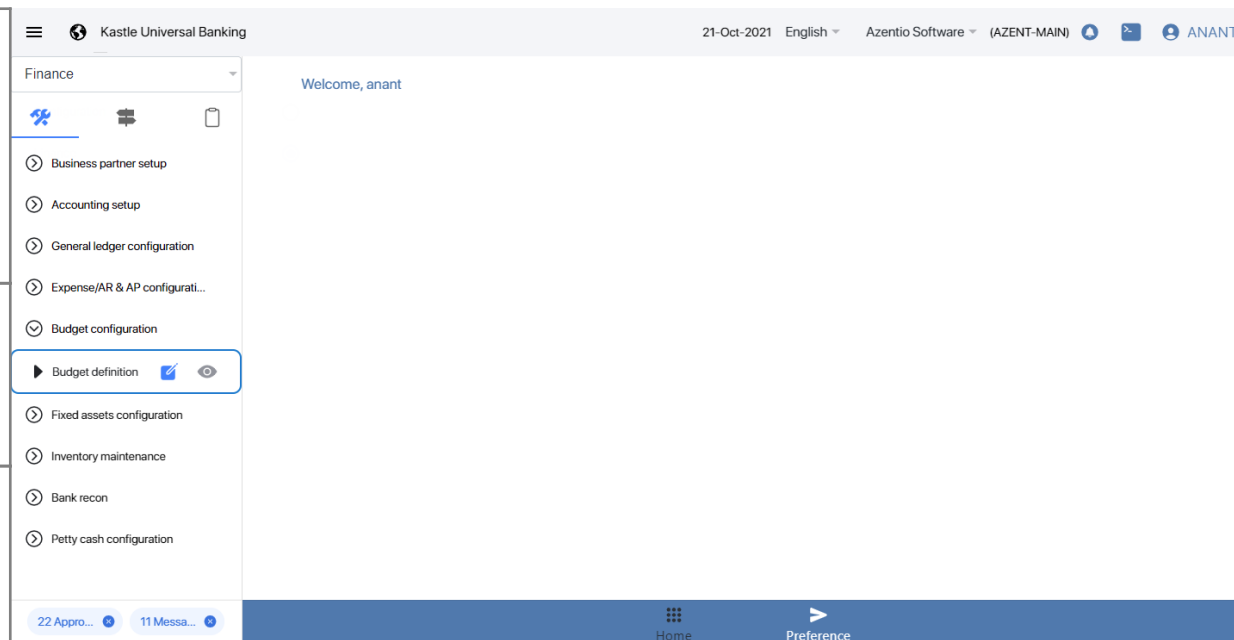 Kastle Universal Banking
21-Oct-2021 English Azentio Software (AZENT-MAIN) ANANT
Finance
Welcome, anant
Business partner setup
Accounting setup
General ledger configuration
Expense/AR & AP configurati...
Budget configuration
Budget definition
Fixed assets configuration
Inventory maintenance
Bank recon
Petty cash configuration
22 Appro... 11 Messa...
Home Preference